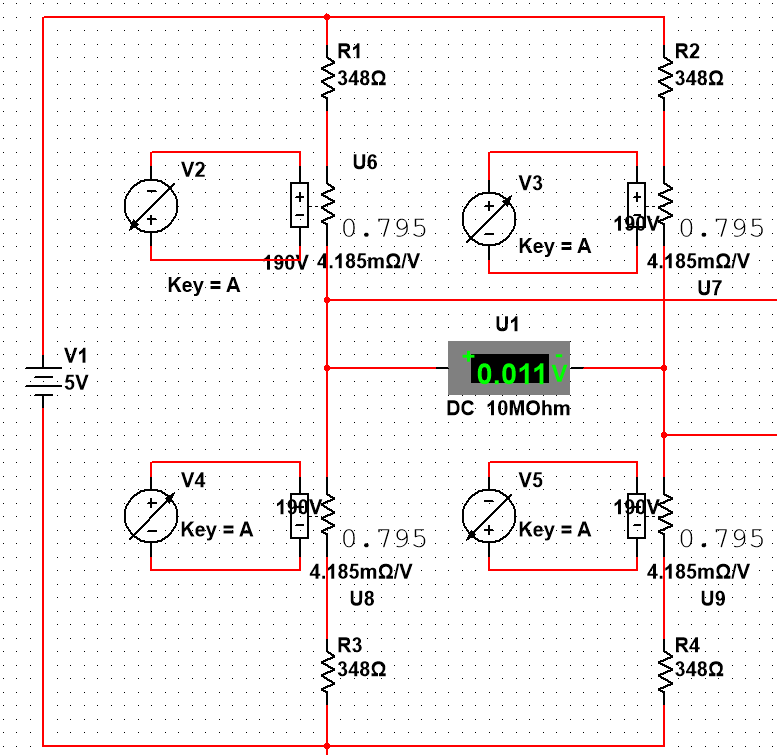 R1
348Ω
R2
348Ω
V2
U6
V3
0.795
190V
0.795
Key = A
190V
4.185mΩ/V
Key = A
4.185mΩ/V
U7
U1
V1
5V
+ 0.011 V -
DC 10MOhm
V4
190V
Key = A
0.795
4.185mΩ/V
U8
V5
190V
Key = A
0.795
4.185mΩ/V
U9
R3
348Ω
R4
348Ω